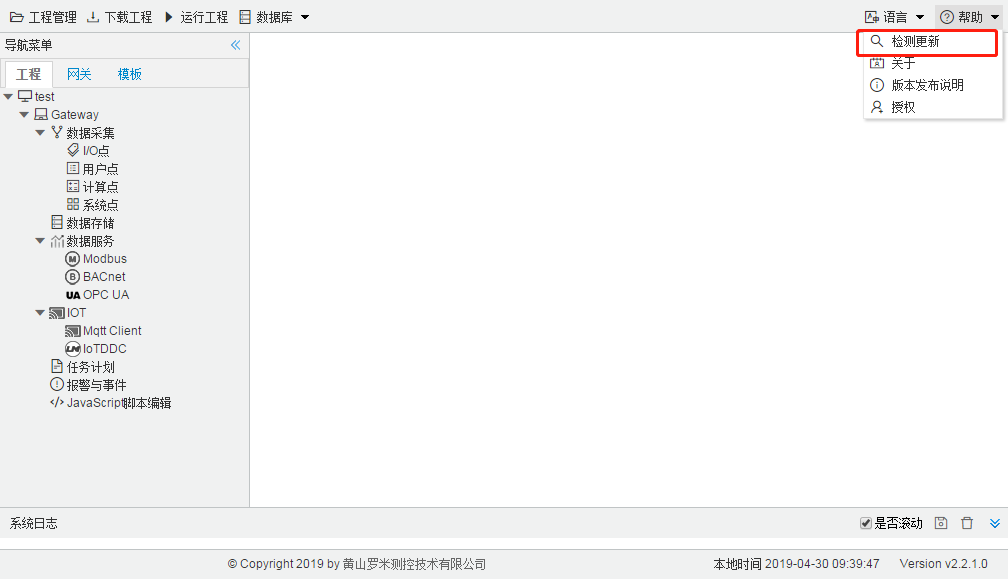 工程管理 下载工程 运行工程 数据库 语言 帮助
导航菜单
检测更新
关于
版本发布说明
授权
工程 网关 模板
test
Gateway
数据采集
I/O点
用户点
计算点
系统点
数据存储
数据服务
Modbus
BACnet
UA OPC UA
IOT
Mqtt Client
IoTDDC
任务计划
报警与事件
JavaScript脚本编辑
系统日志 是否滚动
© Copyright 2019 by 黄山罗米测控技术有限公司 本地时间 2019-04-30 09:39:47 Version v2.2.1.0